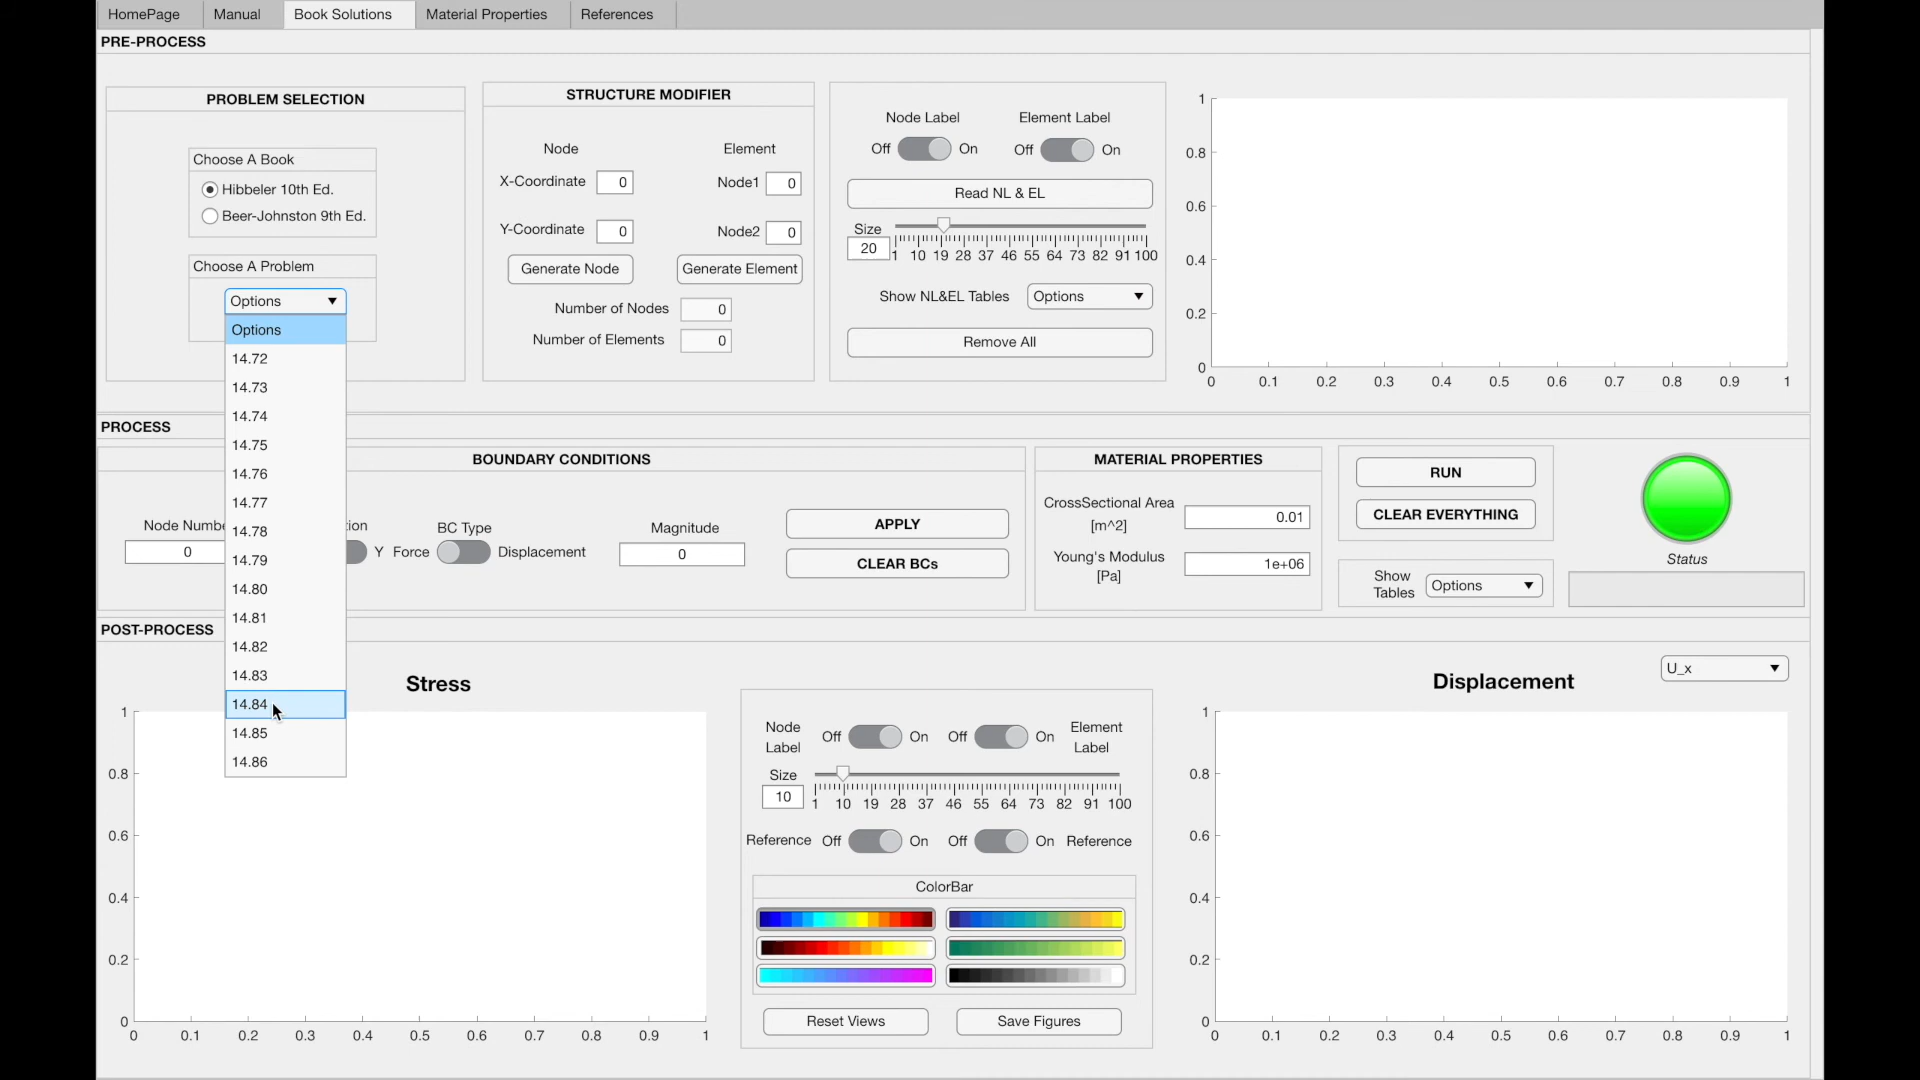 HomePage Manual Book Solutions Material Properties References
PRE-PROCESS
PROBLEM SELECTION
Choose A Book
Hibbeler 10th Ed.
Beer-Johnston 9th Ed.
Choose A Problem
Options
Options
14.72
14.73
14.74
14.75
14.76
14.77
14.78
14.79
14.80
14.81
14.82
14.83
14.84
14.85
14.86
STRUCTURE MODIFIER
Node Element
X-Coordinate 0 Node1 0
Y-Coordinate 0 Node2 0
Generate Node Generate Element
Number of Nodes 0
Number of Elements 0
Node Label Element Label
Off On Off On
Read NL & EL
Size
20
1 10 19 28 37 46 55 64 73 82 91 100
Show NL&EL Tables Options
Remove All
1
0.8
0.6
0.4
0.2
0
0 0.1 0.2 0.3 0.4 0.5 0.6 0.7 0.8 0.9 1
PROCESS
BOUNDARY CONDITIONS
Node Numbe
0
tion
Y
BC Type
Force Displacement
Magnitude
0
APPLY
CLEAR BCs
MATERIAL PROPERTIES
CrossSectional Area
[m^2]
0.01
Young's Modulus
[Pa]
1e+06
RUN
CLEAR EVERYTHING
Show
Tables
Options
Status
POST-PROCESS
Stress
1
0.8
0.6
0.4
0.2
0
0 0.1 0.2 0.3 0.4 0.5 0.6 0.7 0.8 0.9 1
Node
Label
Off On Off On
Element
Label
Size
10
1 10 19 28 37 46 55 64 73 82 91 100
Reference Off On Off On Reference
ColorBar
Reset Views Save Figures
Displacement
U_x
1
0.8
0.6
0.4
0.2
0
0 0.1 0.2 0.3 0.4 0.5 0.6 0.7 0.8 0.9 1